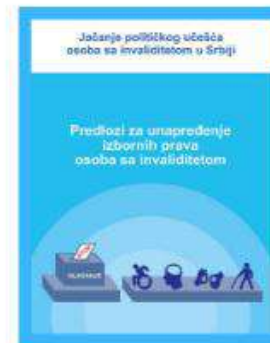 Jačanje političkog učešća
osoba sa invaliditetom u Srbiji
Predlozi za unapređenje
izbornih prava
osoba sa invaliditetom